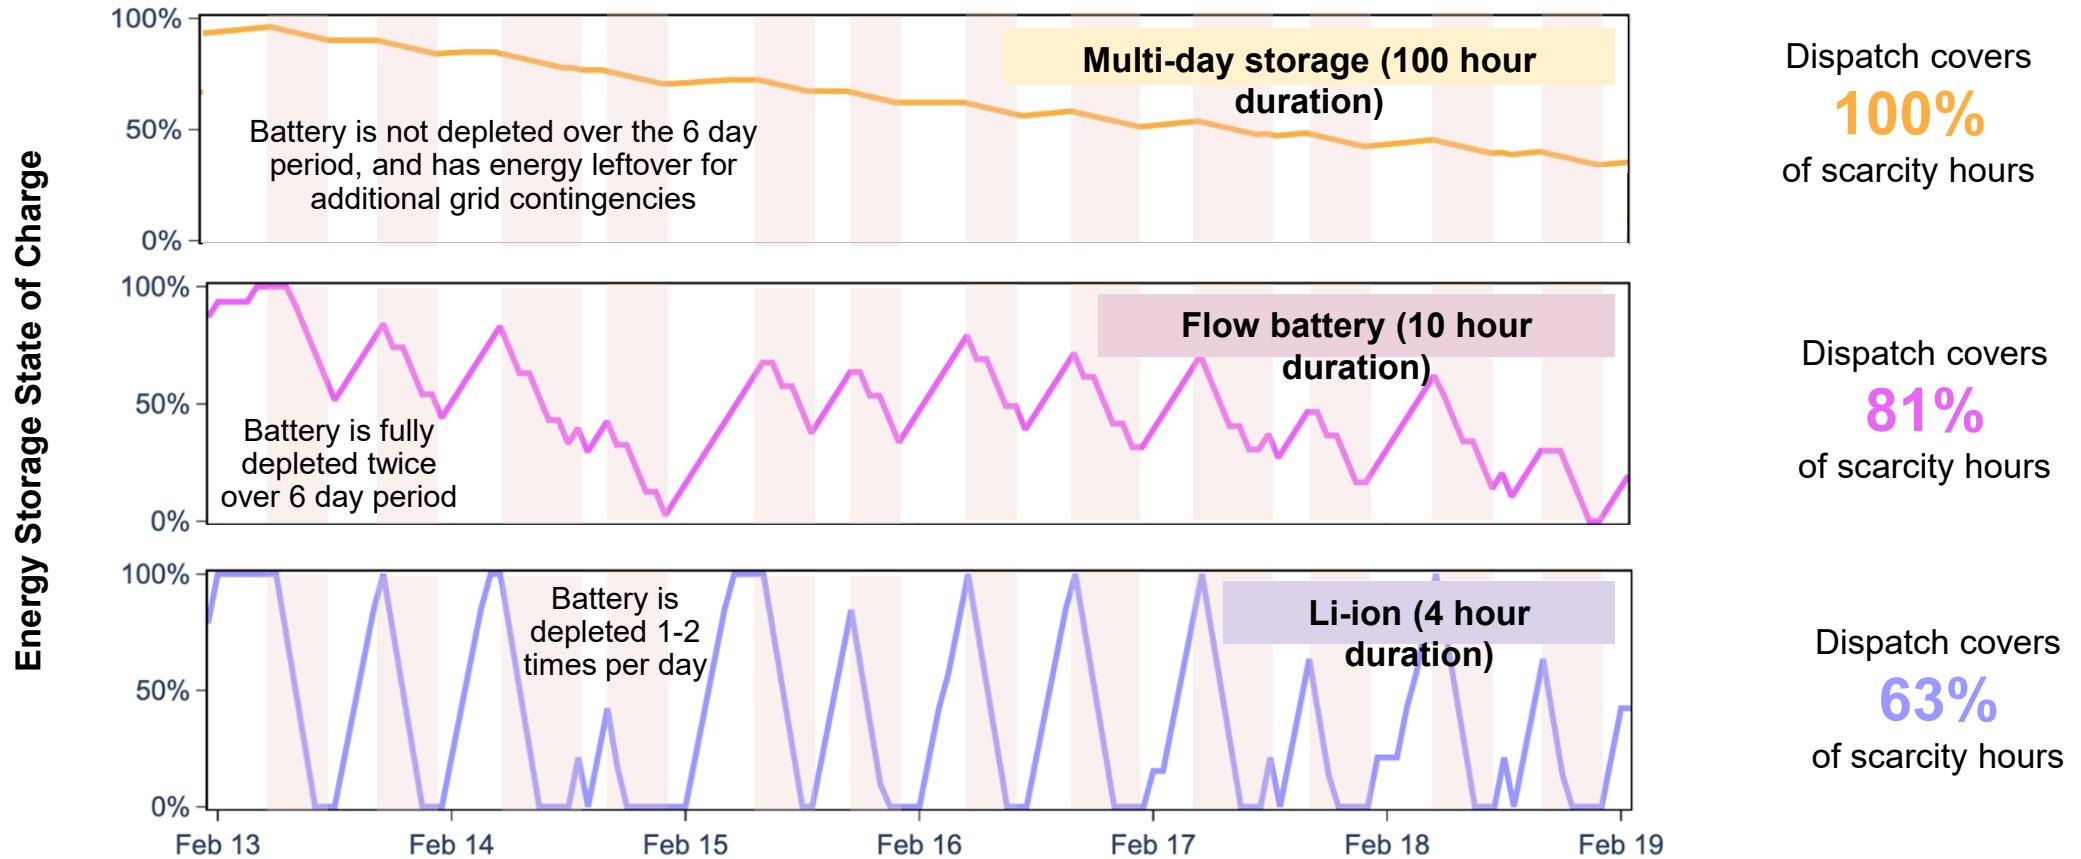 Energy Storage State of Charge
100%
50%
0%
Multi-day storage (100 hour
duration)
Battery is not depleted over the 6 day
period, and has energy leftover for
additional grid contingencies
Dispatch covers
100%
of scarcity hours
100%
50%
0%
Flow battery (10 hour
duration)
Battery is fully
depleted twice
over 6 day period
Dispatch covers
81%
of scarcity hours
100%
50%
0%
Battery is
depleted 1-2
times per day
Li-ion (4 hour
duration)
Dispatch covers
63%
of scarcity hours
Feb 13 Feb 14 Feb 15 Feb 16 Feb 17 Feb 18 Feb 19